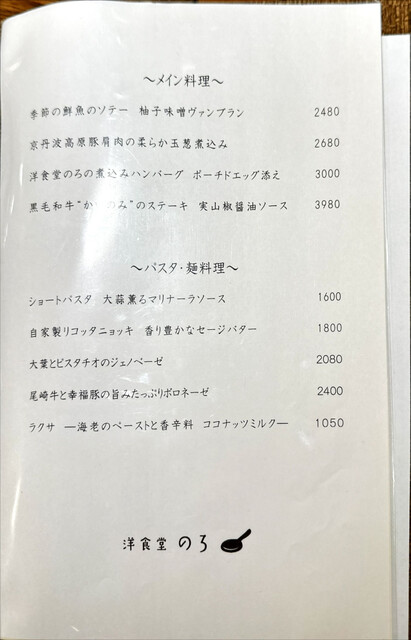 ～メイン料理～
季節の鮮魚のソテー 柚子味噌ヴァンブラン 2480
京丹波高原豚肩肉の柔らか玉葱煮込み 2680
洋食堂のろの煮込みハンバーグ ポーチドエッグ添え 3000
黒毛和牛“かいのみ”のステーキ 実山椒醤油ソース 3980
～パスタ・麺料理～
ショートパスタ 大蒜薫るマリナーラソース 1600
自家製リコッタニョッキ 香り豊かなセージバター 1800
大葉とピスタチオのジェノベーゼ 2080
尾崎牛と幸福豚の旨みたっぷりボロネーゼ 2400
ラクサ ―海老のペーストと香辛料 ココナッツミルク― 1050
洋食堂 のろ